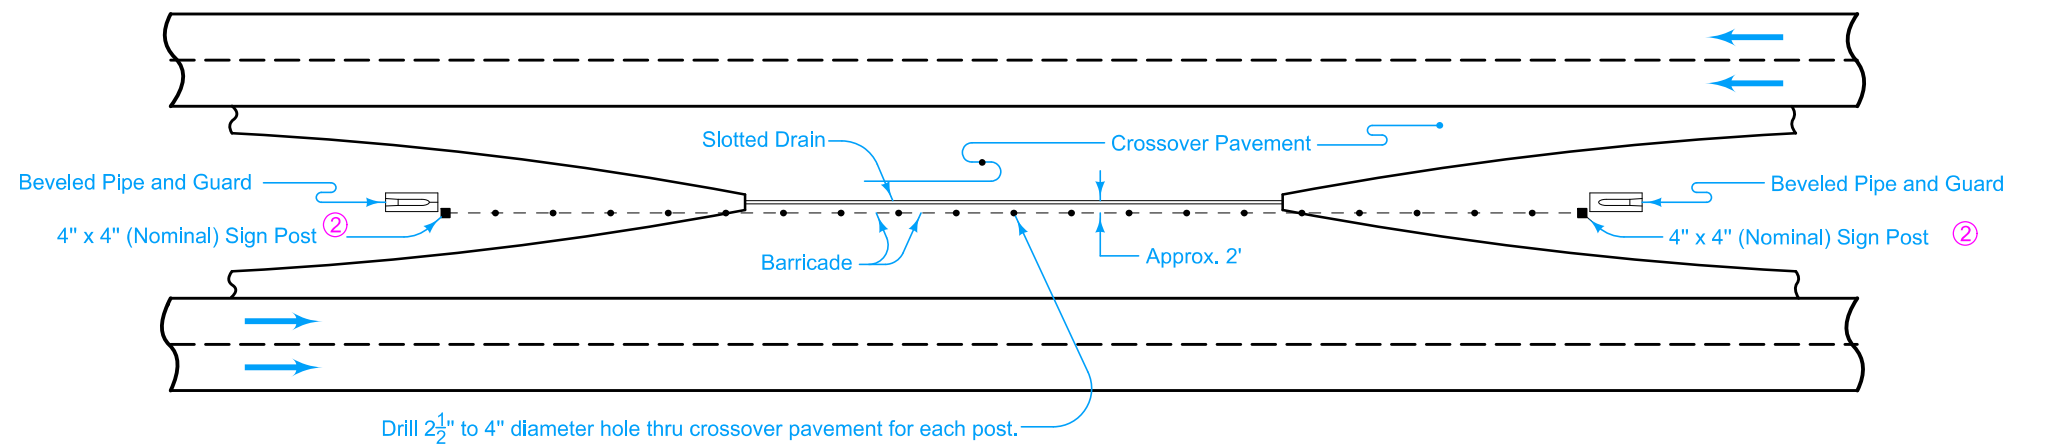 Slotted Drain
Crossover Pavement
Beveled Pipe and Guard
Beveled Pipe and Guard
4" x 4" (Nominal) Sign Post ②
4" x 4" (Nominal) Sign Post ②
Barricade
Approx. 2'
Drill 2 1/2" to 4" diameter hole thru crossover pavement for each post.